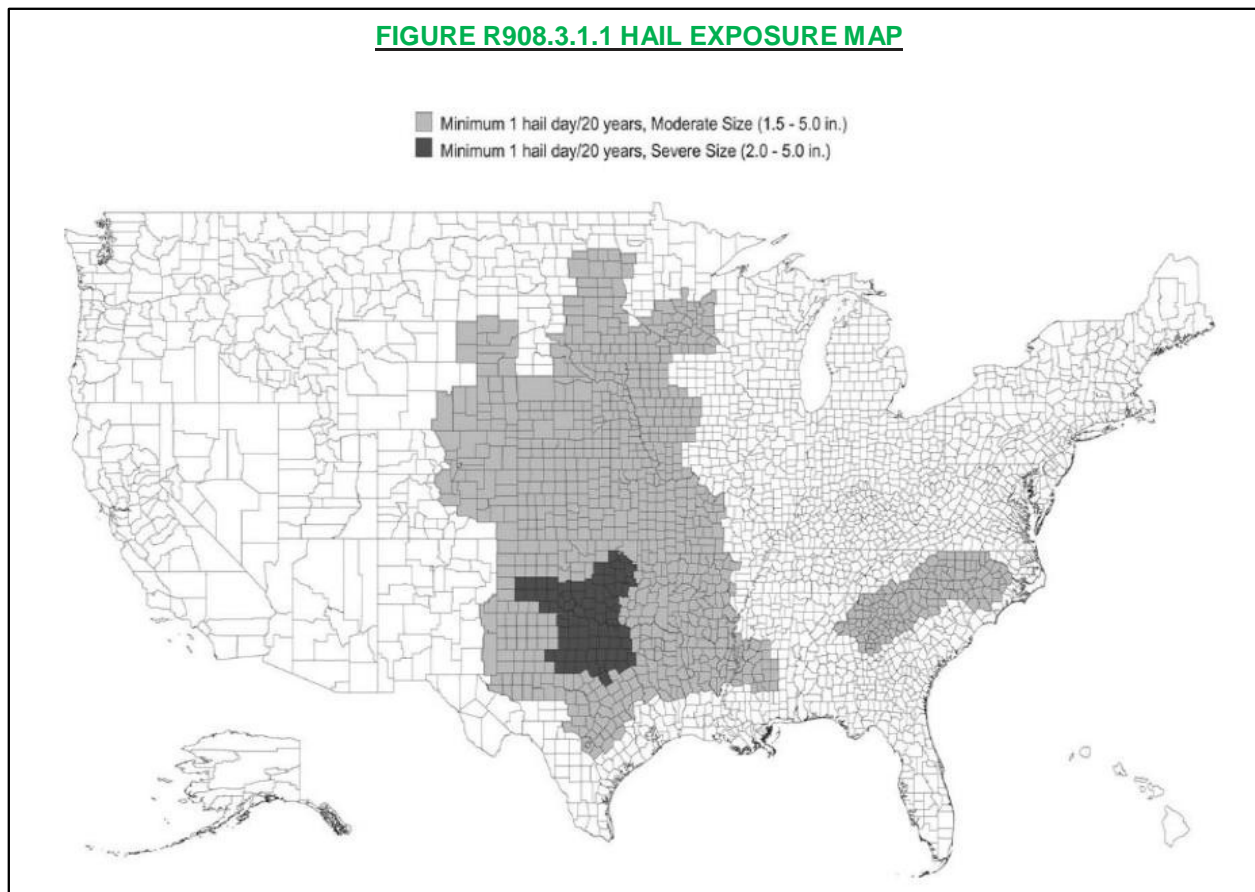 FIGURE R908.3.1.1 HAIL EXPOSURE MAP
Minimum 1 hail day/20 years, Moderate Size (1.5 - 5.0 in.)
Minimum 1 hail day/20 years, Severe Size (2.0 - 5.0 in.)